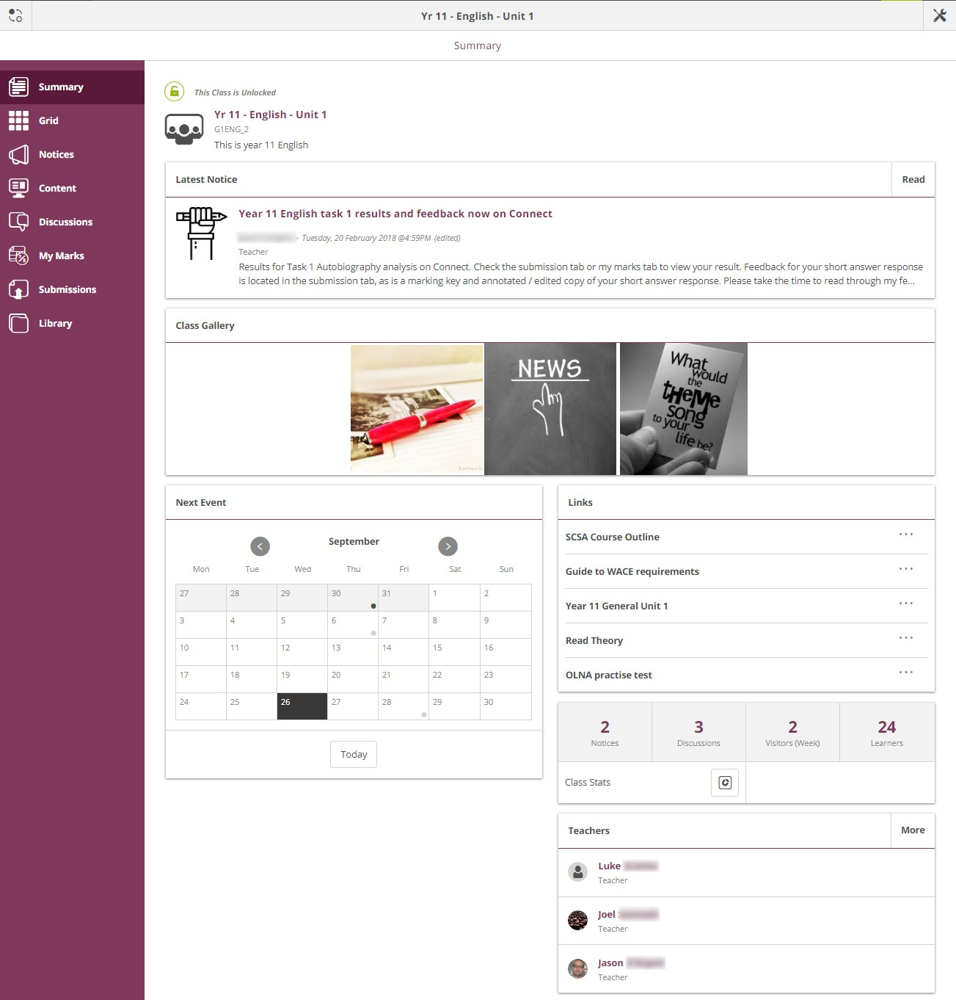 Yr 11 - English - Unit 1
Summary
Summary
Grid
Notices
Content
Discussions
My Marks
Submissions
Library
This Class is Unlocked
Yr 11 - English - Unit 1
G1ENG_2
This is year 11 English
Latest Notice
Read
Year 11 English task 1 results and feedback now on Connect
- Tuesday, 20 February 2018 @4:59PM (edited)
Teacher
Results for Task 1 Autobiography analysis on Connect. Check the submission tab or my marks tab to view your result. Feedback for your short answer response
is located in the submission tab, as is a marking key and annotated / edited copy of your short answer response. Please take the time to read through my fe...
Class Gallery
NEWS
What
would
the
THEME
song
to your
life be?
Next Event
September
Mon Tue Wed Thu Fri Sat Sun
27 28 29 30 31 1 2
3 4 5 6 7 8 9
10 11 12 13 14 15 16
17 18 19 20 21 22 23
24 25 26 27 28 29 30
Today
Links
SCSA Course Outline
Guide to WACE requirements
Year 11 General Unit 1
Read Theory
OLNA practise test
2 3 2 24
Notices Discussions Visitors (Week) Learners
Class Stats
Teachers
More
Luke
Teacher
Joel
Teacher
Jason
Teacher